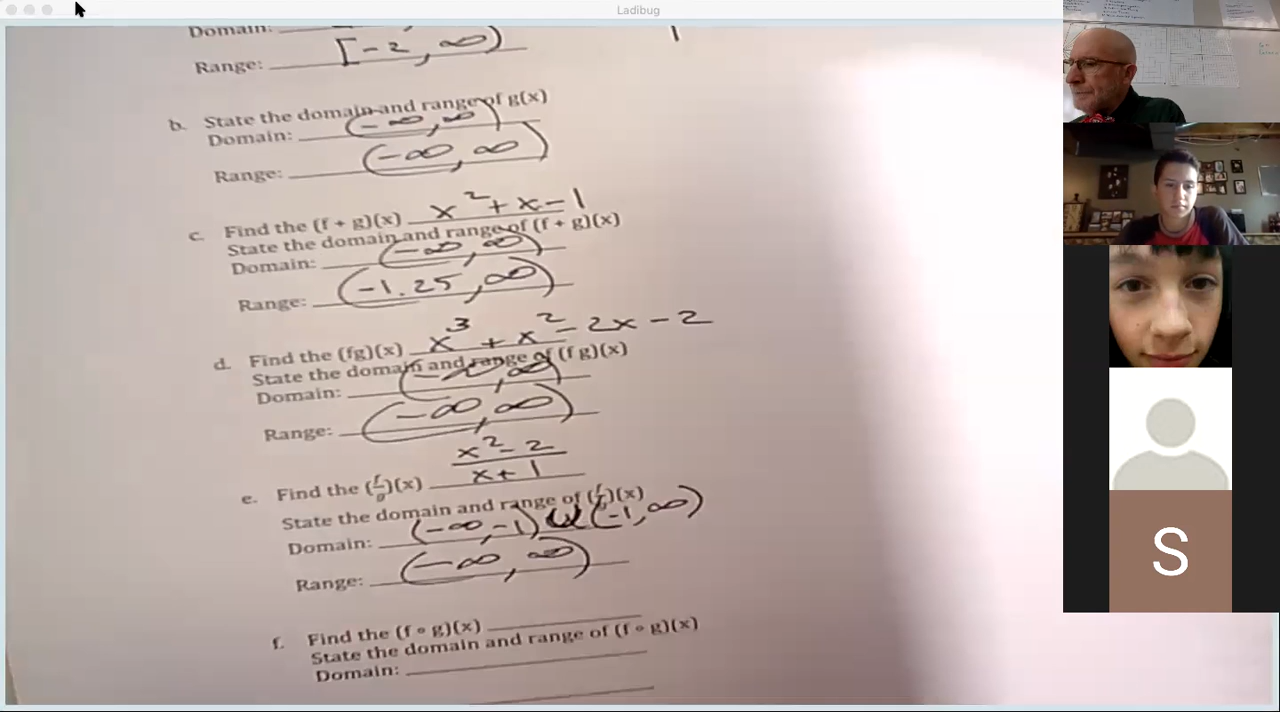 Ladibug
Domain:
Range: [-2, ∞)
b. State the domain and range of g(x)
Domain: (-∞, ∞)
Range: (-∞, ∞)
c. Find the (f + g)(x) x² + x - 1
State the domain and range of (f + g)(x)
Domain: (-∞, ∞)
Range: (-1.25, ∞)
d. Find the (fg)(x) x³ + x² - 2x - 2
State the domain and range of (f g)(x)
Domain: (-∞, ∞)
Range: (-∞, ∞)
e. Find the (f/g)(x) x² - 2 / x + 1
State the domain and range of (f/g)(x)
Domain: (-∞, -1) ∪ (-1, ∞)
Range: (-∞, ∞)
f. Find the (f ∘ g)(x)
State the domain and range of (f ∘ g)(x)
Domain:
S